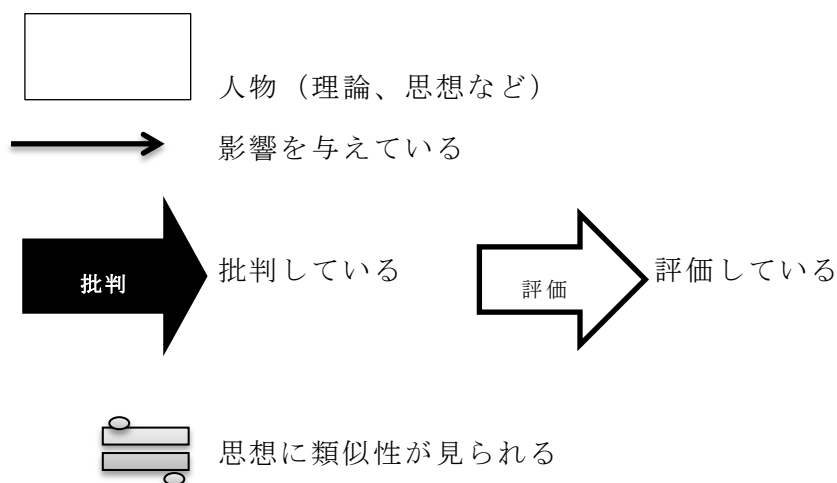 人物（理論、思想など）
影響を与えている
批判
批判している
評価
評価している
思想に類似性が見られる